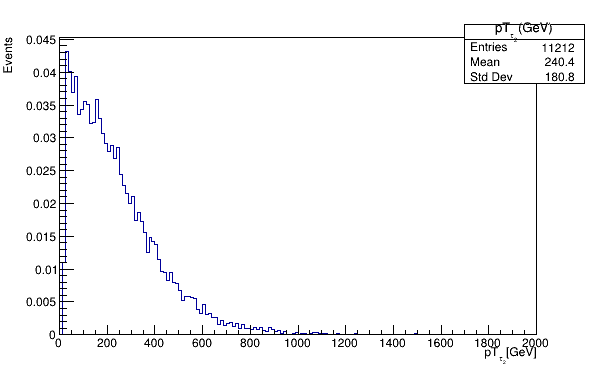 pT_τ₂(GeV)
Entries 11212
Mean 240.4
Std Dev 180.8
Events
0.045
0.04
0.035
0.03
0.025
0.02
0.015
0.01
0.005
0
0 200 400 600 800 1000 1200 1400 1600 1800 2000
pT_τ₂[GeV]